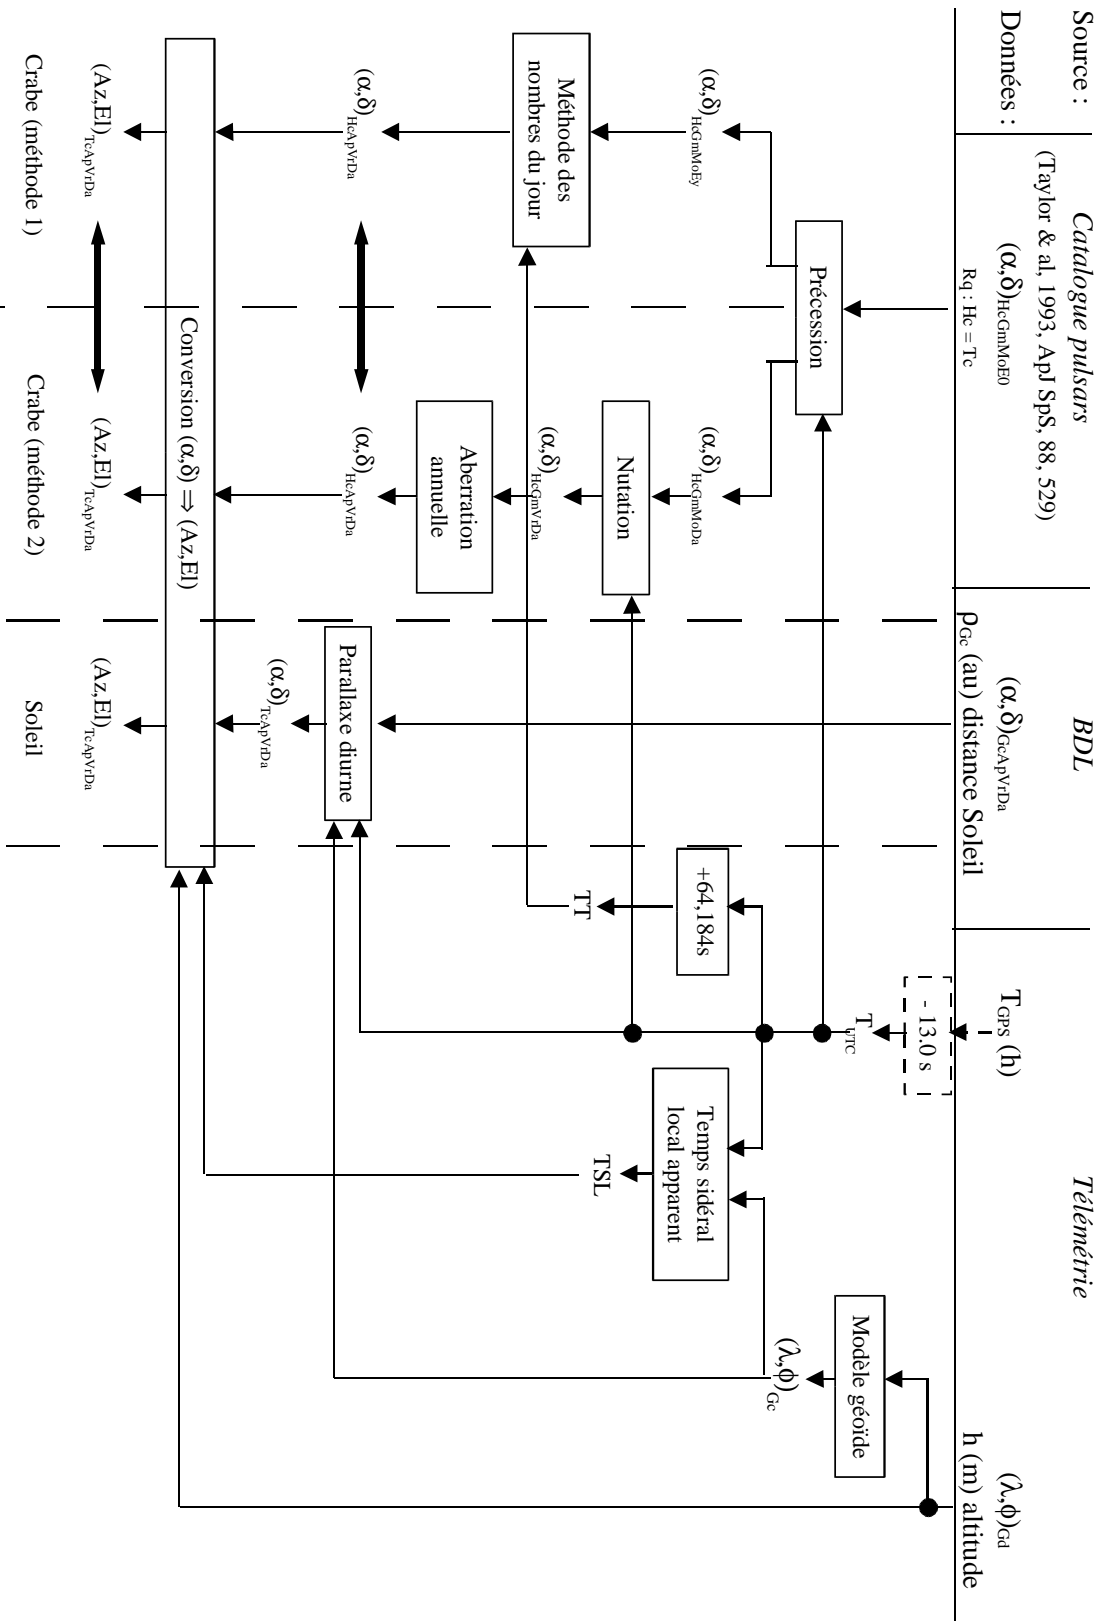 Source :
Catalogue pulsars
BDL
Télémétrie
(Taylor & al, 1993, ApJ SpS, 88, 529)
Données :
(α,δ)HcGmMoE0
(α,δ)GcApVrDa
TGPS (h)
(λ,ϕ)Gd
Rq : Hc = Tc
ρGc (au) distance Soleil
h (m) altitude
- 13.0 s
TUTC
Précession
Modèle géoïde
(λ,ϕ)Gc
(α,δ)HcGmMoEy
(α,δ)HcGmMoDa
+64,184s
Temps sidéral
local apparent
Nutation
TT
TSL
Méthode des
nombres du jour
(α,δ)HcGmVrDa
Aberration
annuelle
(α,δ)HcApVrDa
(α,δ)HcApVrDa
Parallaxe diurne
(α,δ)TcApVrDa
Conversion (α,δ) ⇒ (Az,El)
(Az,El)TcApVrDa
(Az,El)TcApVrDa
(Az,El)TcApVrDa
Crabe (méthode 1)
Crabe (méthode 2)
Soleil